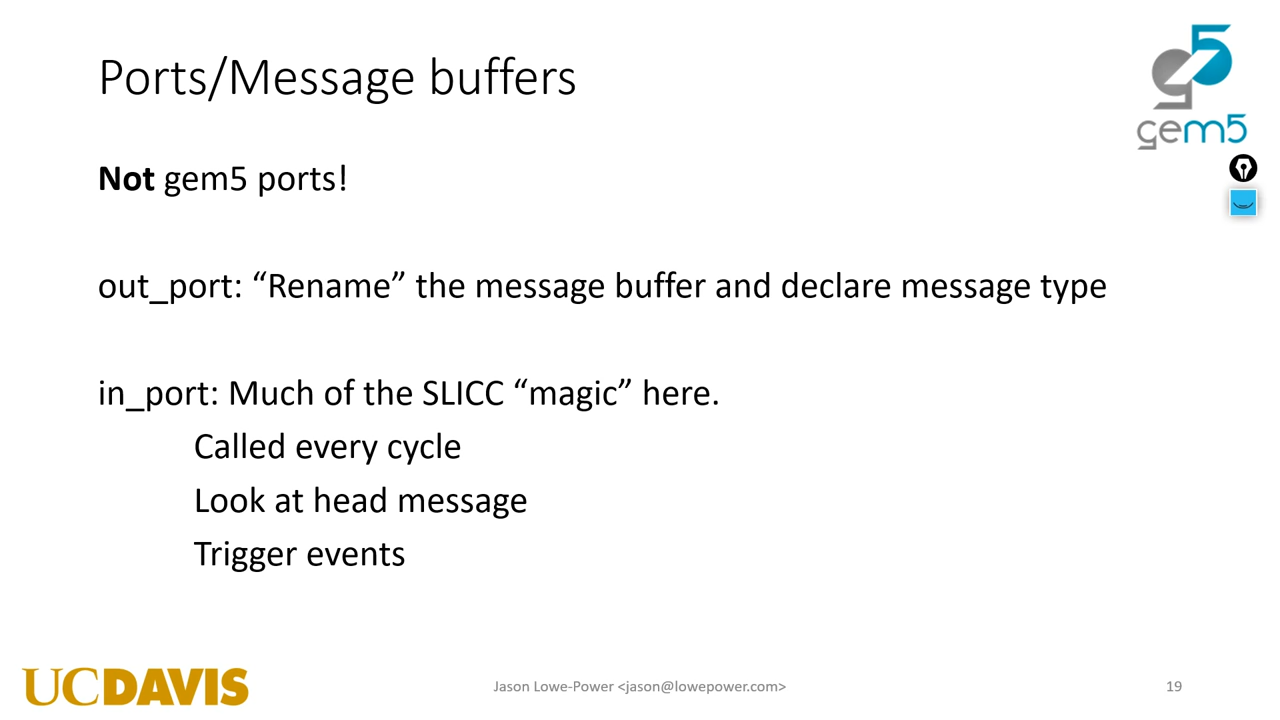 Ports/Message buffers
gem5
Not gem5 ports!
out_port: “Rename” the message buffer and declare message type
in_port: Much of the SLICC “magic” here.
Called every cycle
Look at head message
Trigger events
UCDAVIS
Jason Lowe-Power <jason@lowepower.com>
19